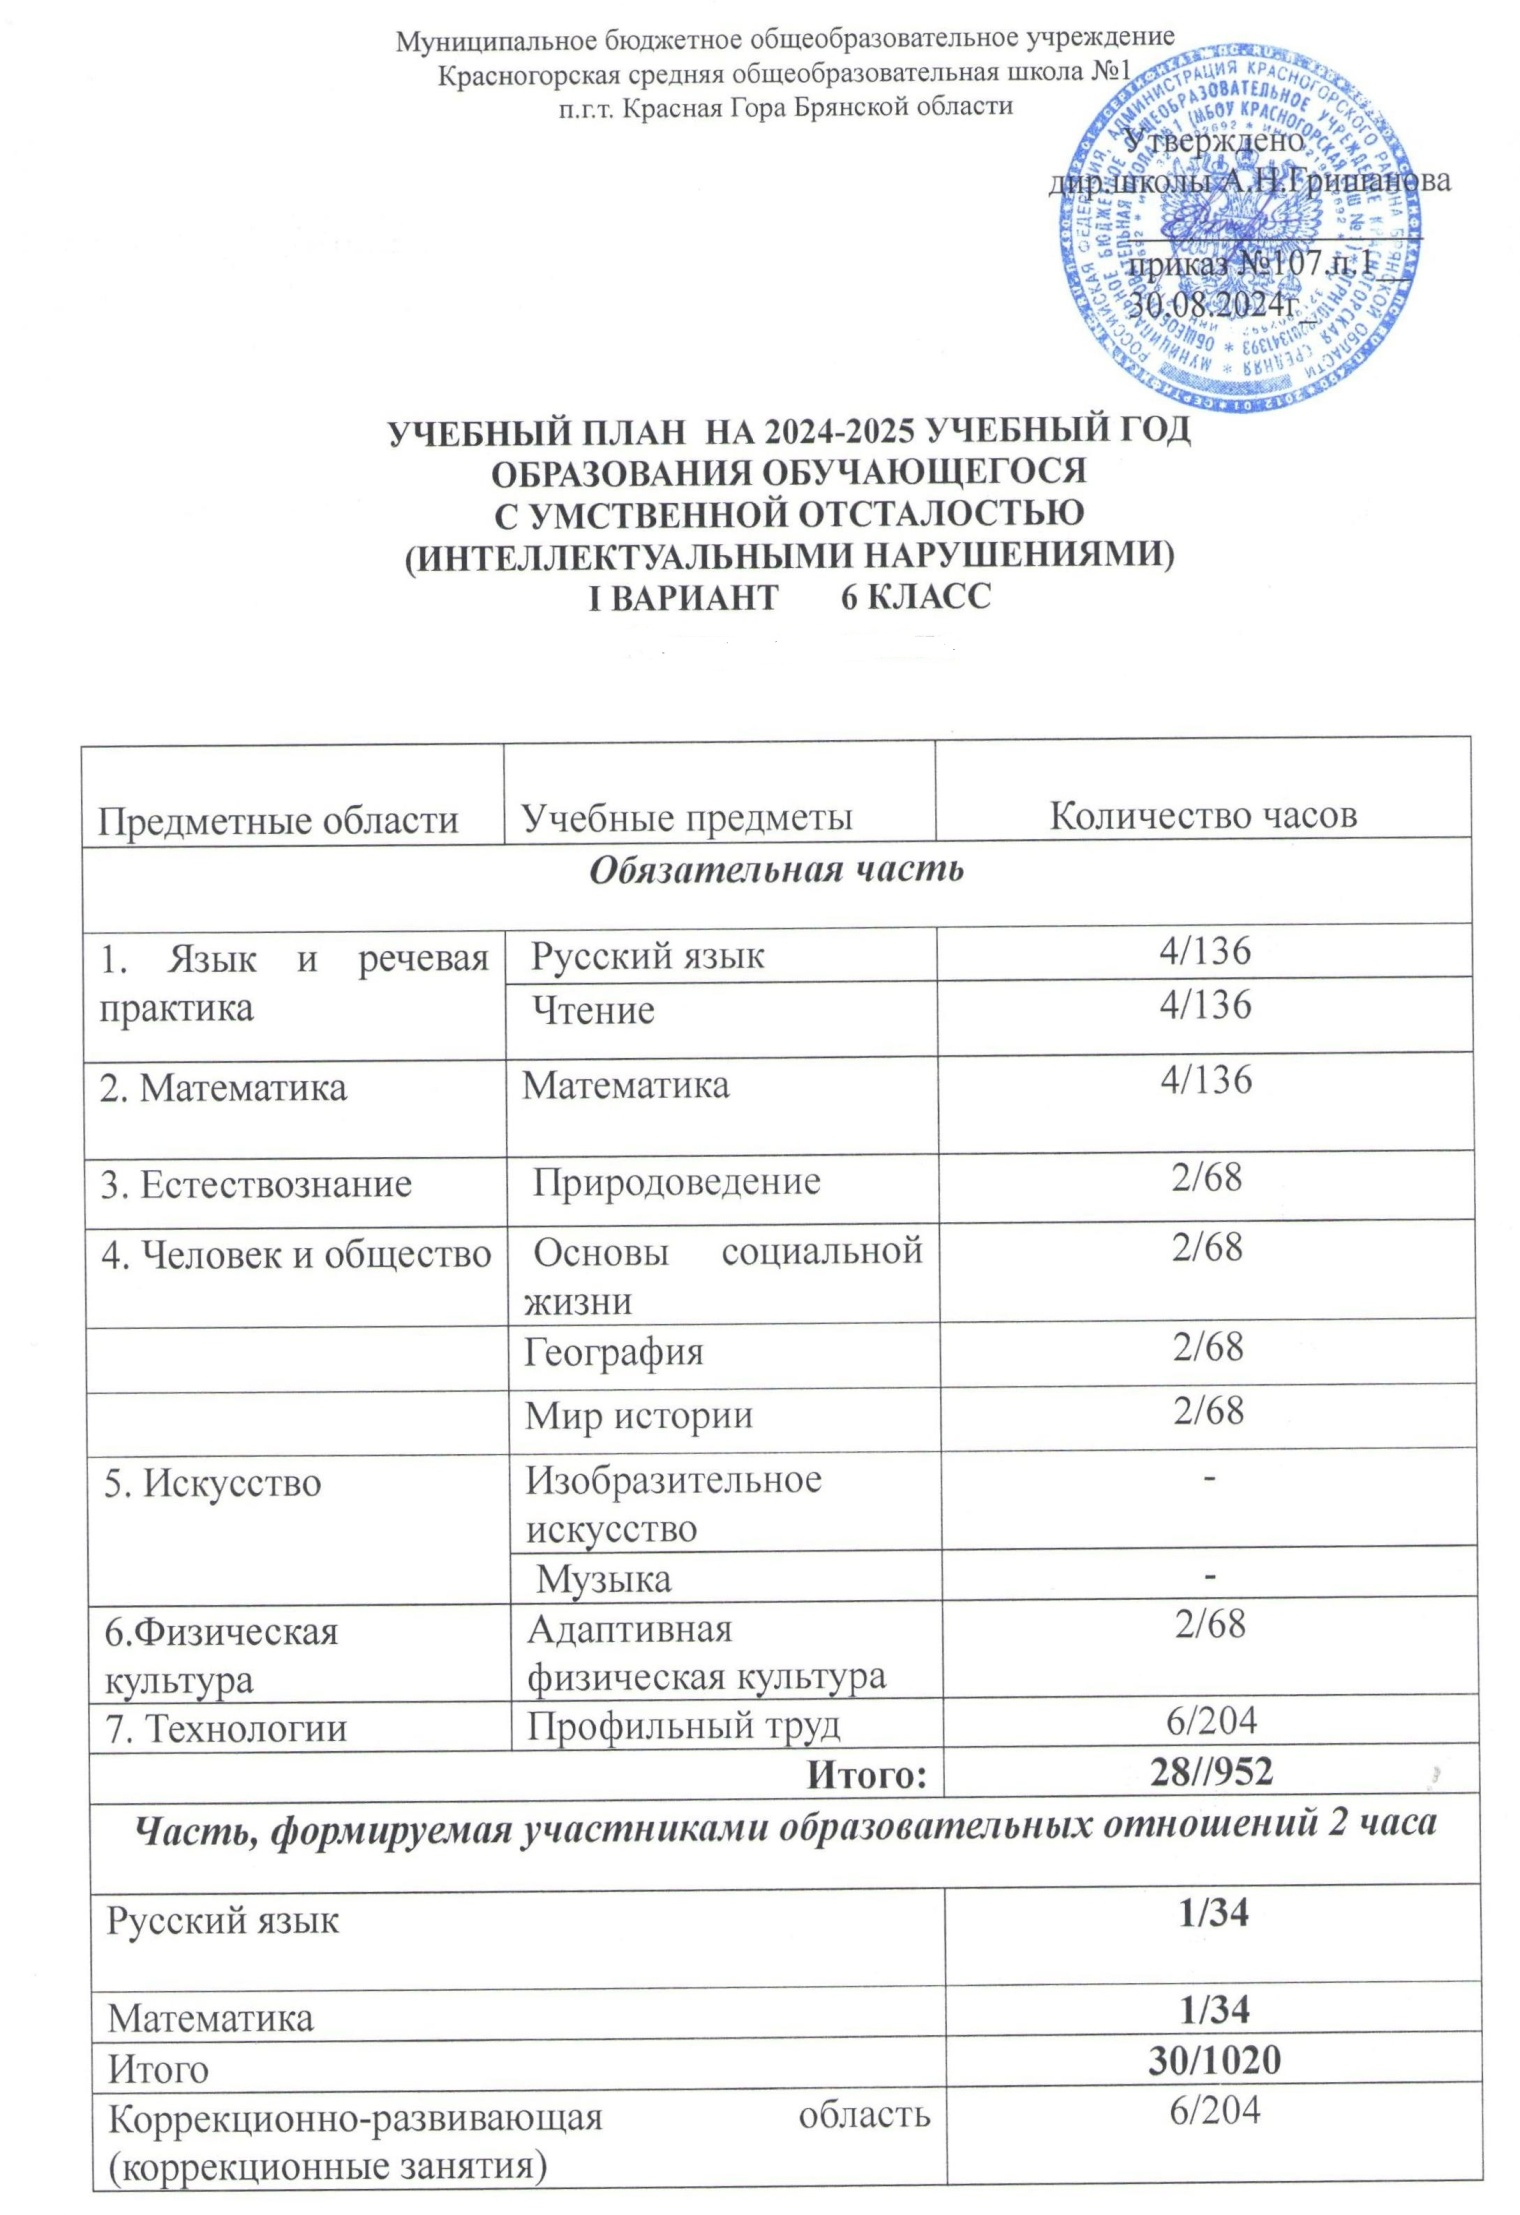 Муниципальное бюджетное общеобразовательное учреждение
Красногорская средняя общеобразовательная школа №1
п.г.т. Красная Гора Брянской области
Утверждено
дир.школы А.Н.Гришанова
приказ №107.п.1__
30.08.2024г_
УЧЕБНЫЙ ПЛАН НА 2024-2025 УЧЕБНЫЙ ГОД
ОБРАЗОВАНИЯ ОБУЧАЮЩЕГОСЯ
С УМСТВЕННОЙ ОТСТАЛОСТЬЮ
(ИНТЕЛЛЕКТУАЛЬНЫМИ НАРУШЕНИЯМИ)
I ВАРИАНТ 6 КЛАСС
Предметные области Учебные предметы Количество часов
Обязательная часть
1. Язык и речевая Русский язык 4/136
практика Чтение 4/136
2. Математика Математика 4/136
3. Естествознание Природоведение 2/68
4. Человек и общество Основы социальной 2/68
жизни
География 2/68
Мир истории 2/68
5. Искусство Изобразительное -
искусство
Музыка -
6.Физическая Адаптивная 2/68
культура физическая культура
7. Технологии Профильный труд 6/204
Итого: 28//952
Часть, формируемая участниками образовательных отношений 2 часа
Русский язык 1/34
Математика 1/34
Итого 30/1020
Коррекционно-развивающая область 6/204
(коррекционные занятия)